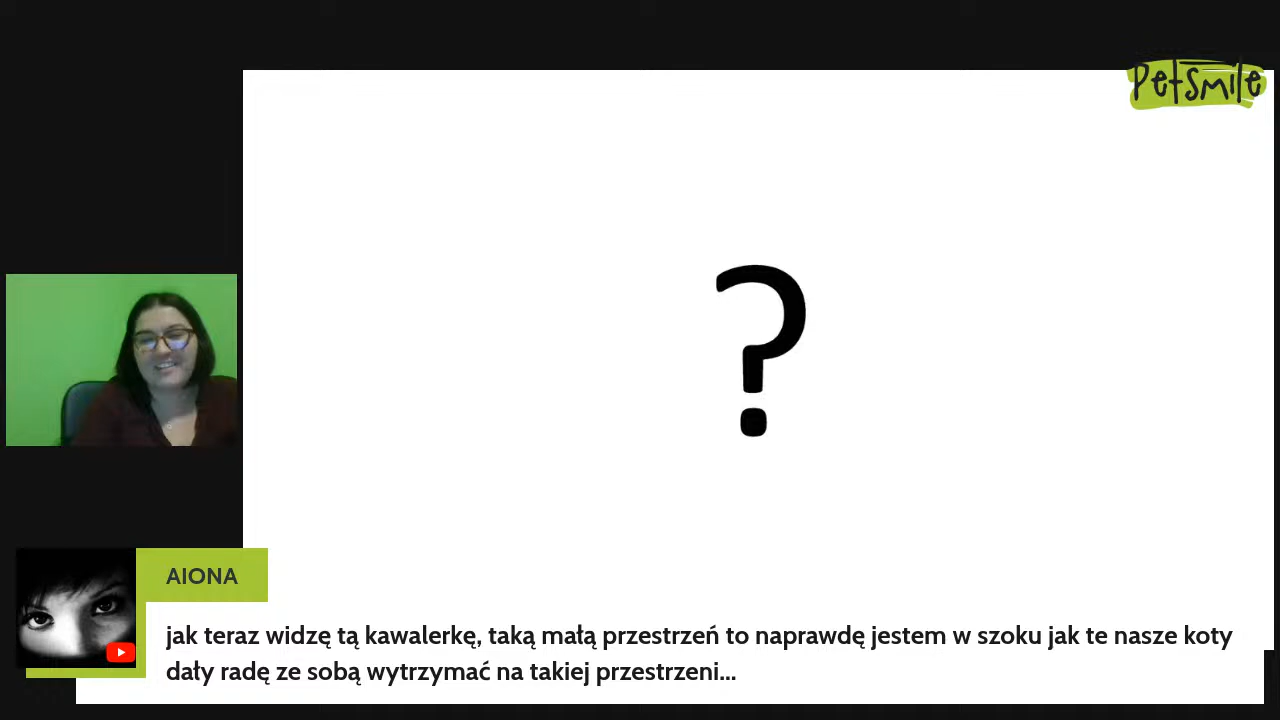 PetSmile
?
AIONA
jak teraz widzę tą kawalerkę, taką małą przestrzeń to naprawdę jestem w szoku jak te nasze koty
dały radę ze sobą wytrzymać na takiej przestrzeni...